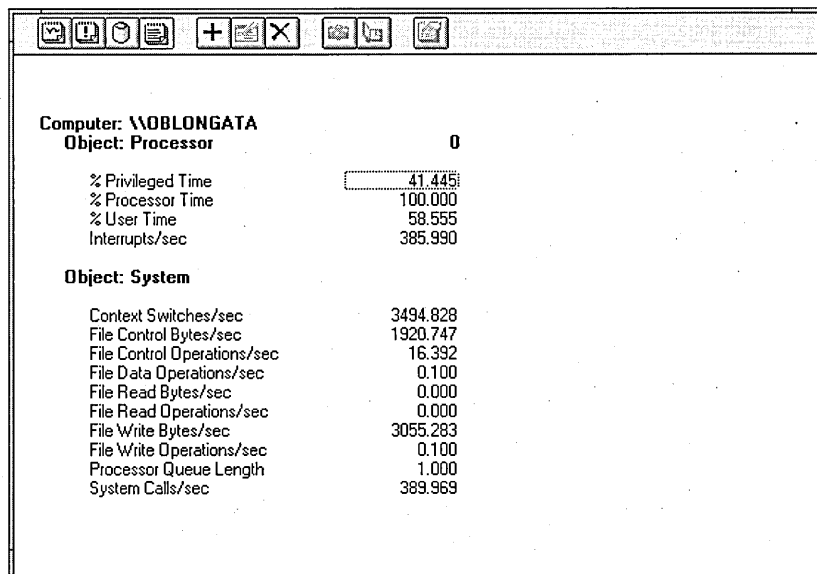 Computer: \\OBLONGATA
Object: Processor 0
% Privileged Time 41.445
% Processor Time 100.000
% User Time 58.555
Interrupts/sec 385.990
Object: System
Context Switches/sec 3494.828
File Control Bytes/sec 1920.747
File Control Operations/sec 16.392
File Data Operations/sec 0.100
File Read Bytes/sec 0.000
File Read Operations/sec 0.000
File Write Bytes/sec 3055.283
File Write Operations/sec 0.100
Processor Queue Length 1.000
System Calls/sec 389.969